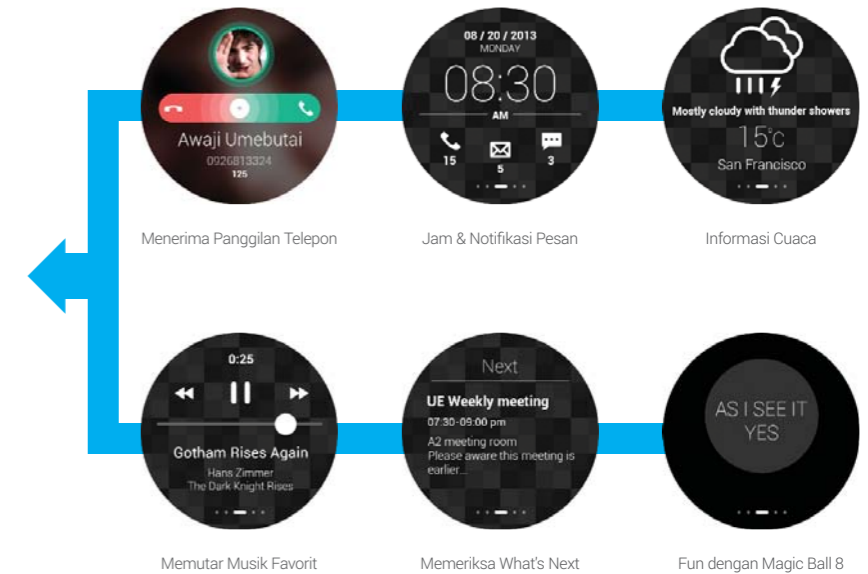 Awaji Umebutai
0926813324
125
Menerima Panggilan Telepon
08 / 20 / 2013
MONDAY
08:30
AM
15
5
3
Jam & Notifikasi Pesan
Mostly cloudy with thunder showers
15°c
San Francisco
Informasi Cuaca
0:25
Gotham Rises Again
Hans Zimmer
The Dark Knight Rises
Memutar Musik Favorit
Next
UE Weekly meeting
07:30-09:00 pm
A2 meeting room
Please aware this meeting is
earlier...
Memeriksa What's Next
AS I SEE IT
YES
Fun dengan Magic Ball 8